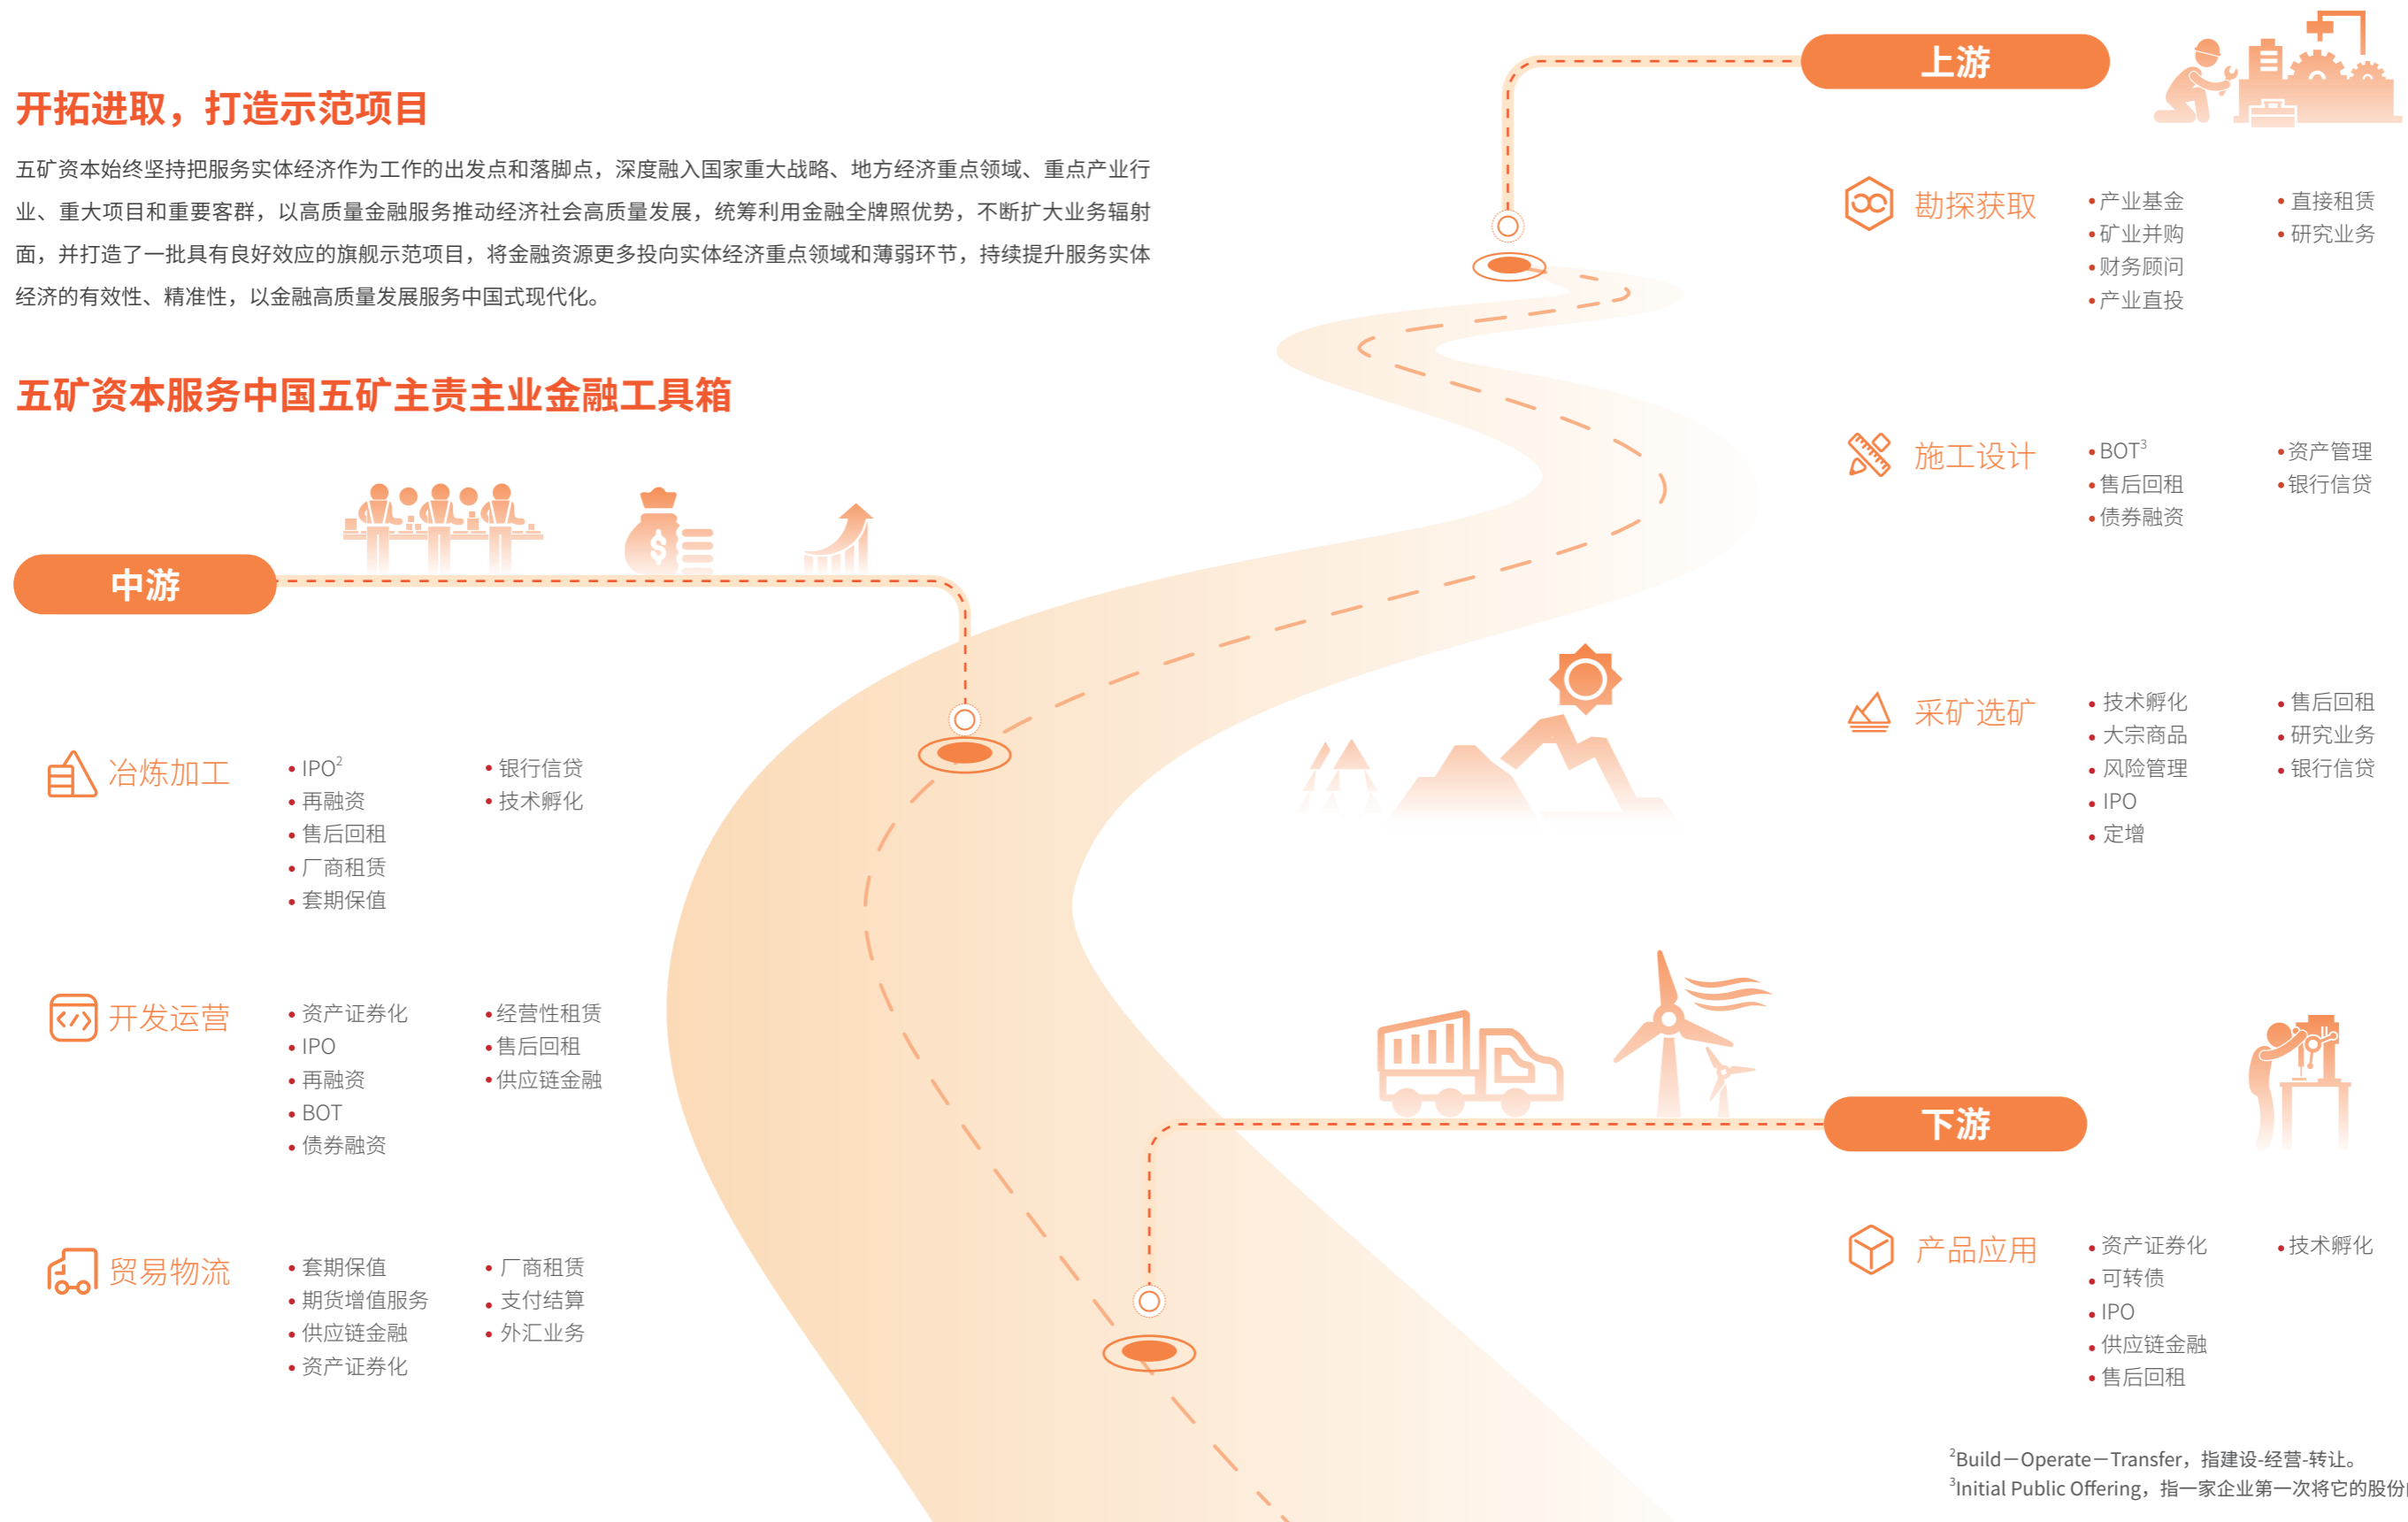 开拓进取，打造示范项目
五矿资本始终坚持把服务实体经济作为工作的出发点和落脚点，深度融入国家重大战略、地方经济重点领域、重点产业行
业、重大项目和重要客群，以高质量金融服务推动经济社会高质量发展，统筹利用金融全牌照优势，不断扩大业务辐射
面，并打造了一批具有良好效应的旗舰示范项目，将金融资源更多投向实体经济重点领域和薄弱环节，持续提升服务实体
经济的有效性、精准性，以金融高质量发展服务中国式现代化。
五矿资本服务中国五矿主责主业金融工具箱
上游
勘探获取
•产业基金
•矿业并购
•财务顾问
•产业直投
•直接租赁
•研究业务
施工设计
•BOT³
•售后回租
•债券融资
•资产管理
•银行信贷
采矿选矿
•技术孵化
•大宗商品
•风险管理
•IPO
•定增
•售后回租
•研究业务
•银行信贷
中游
冶炼加工
•IPO²
•再融资
•售后回租
•厂商租赁
•套期保值
•银行信贷
•技术孵化
开发运营
•资产证券化
•IPO
•再融资
•BOT
•债券融资
•经营性租赁
•售后回租
•供应链金融
贸易物流
•套期保值
•期货增值服务
•供应链金融
•资产证券化
•厂商租赁
•支付结算
•外汇业务
下游
产品应用
•资产证券化
•可转债
•IPO
•供应链金融
•售后回租
•技术孵化
²Build－Operate－Transfer，指建设-经营-转让。
³Initial Public Offering，指一家企业第一次将它的股份